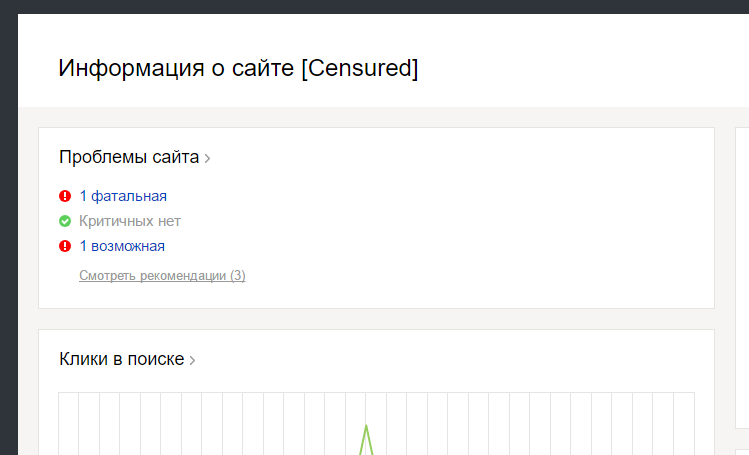 Информация о сайте [Censured]
Проблемы сайта
1 фатальная
Критичных нет
1 возможная
Смотреть рекомендации (3)
Клики в поиске